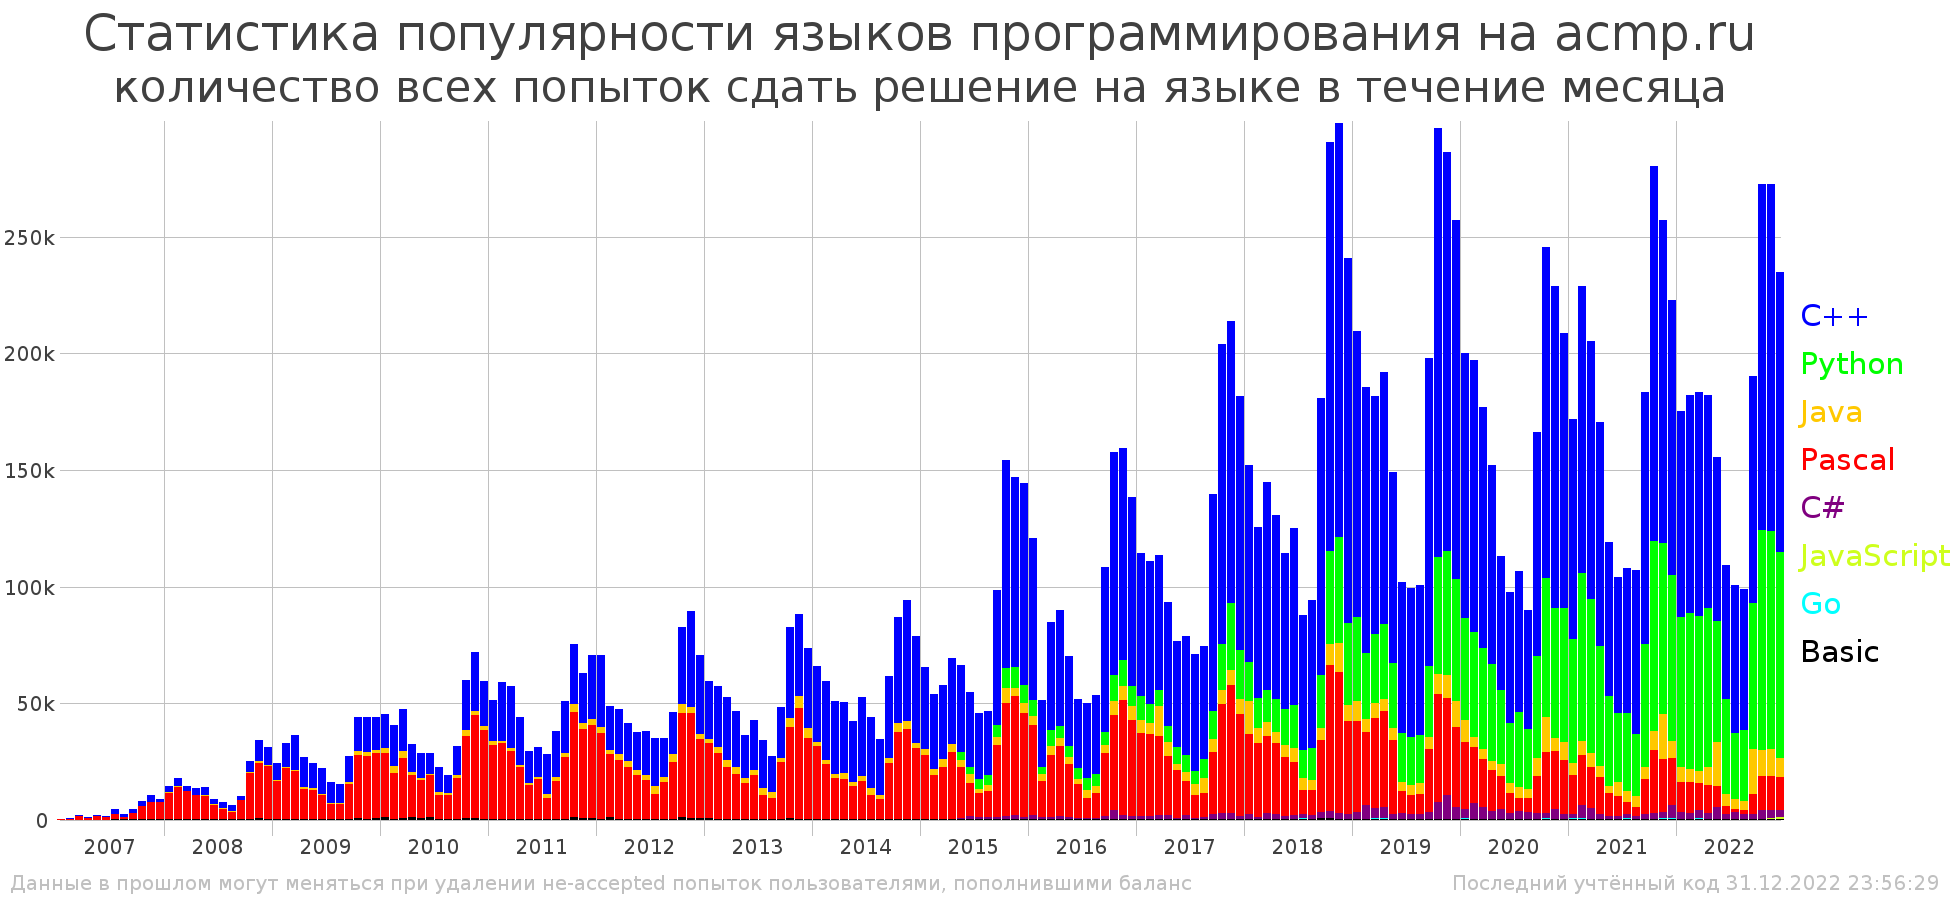 Статистика популярности языков программирования на acmp.ru
количество всех попыток сдать решение на языке в течение месяца
250k
200k
150k
100k
50k
0
C++
Python
Java
Pascal
C#
JavaScript
Go
Basic
2007 2008 2009 2010 2011 2012 2013 2014 2015 2016 2017 2018 2019 2020 2021 2022
Данные в прошлом могут меняться при удалении не-accepted попыток пользователями, пополнившими баланс
Последний учтённый код 31.12.2022 23:56:29